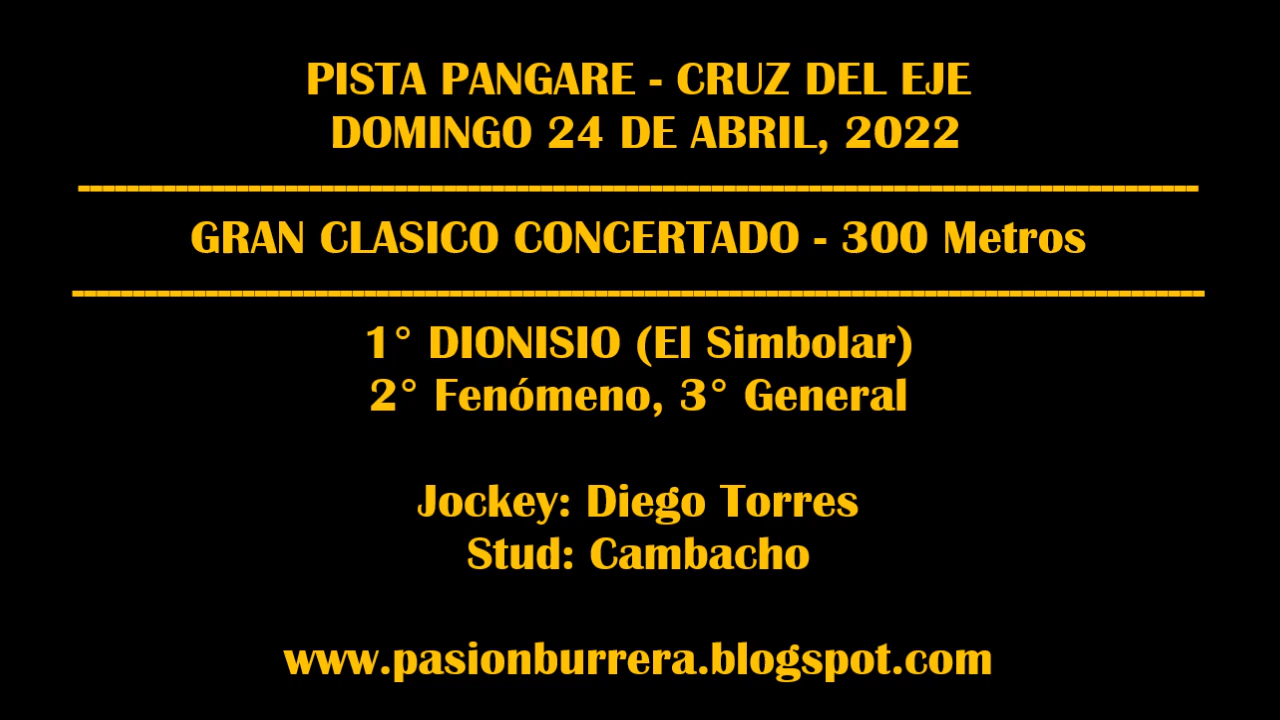 PISTA PANGARE - CRUZ DEL EJE
DOMINGO 24 DE ABRIL, 2022
GRAN CLASICO CONCERTADO - 300 Metros
1° DIONISIO (El Simbolar)
2° Fenómeno, 3° General
Jockey: Diego Torres
Stud: Cambacho
www.pasionburrera.blogspot.com